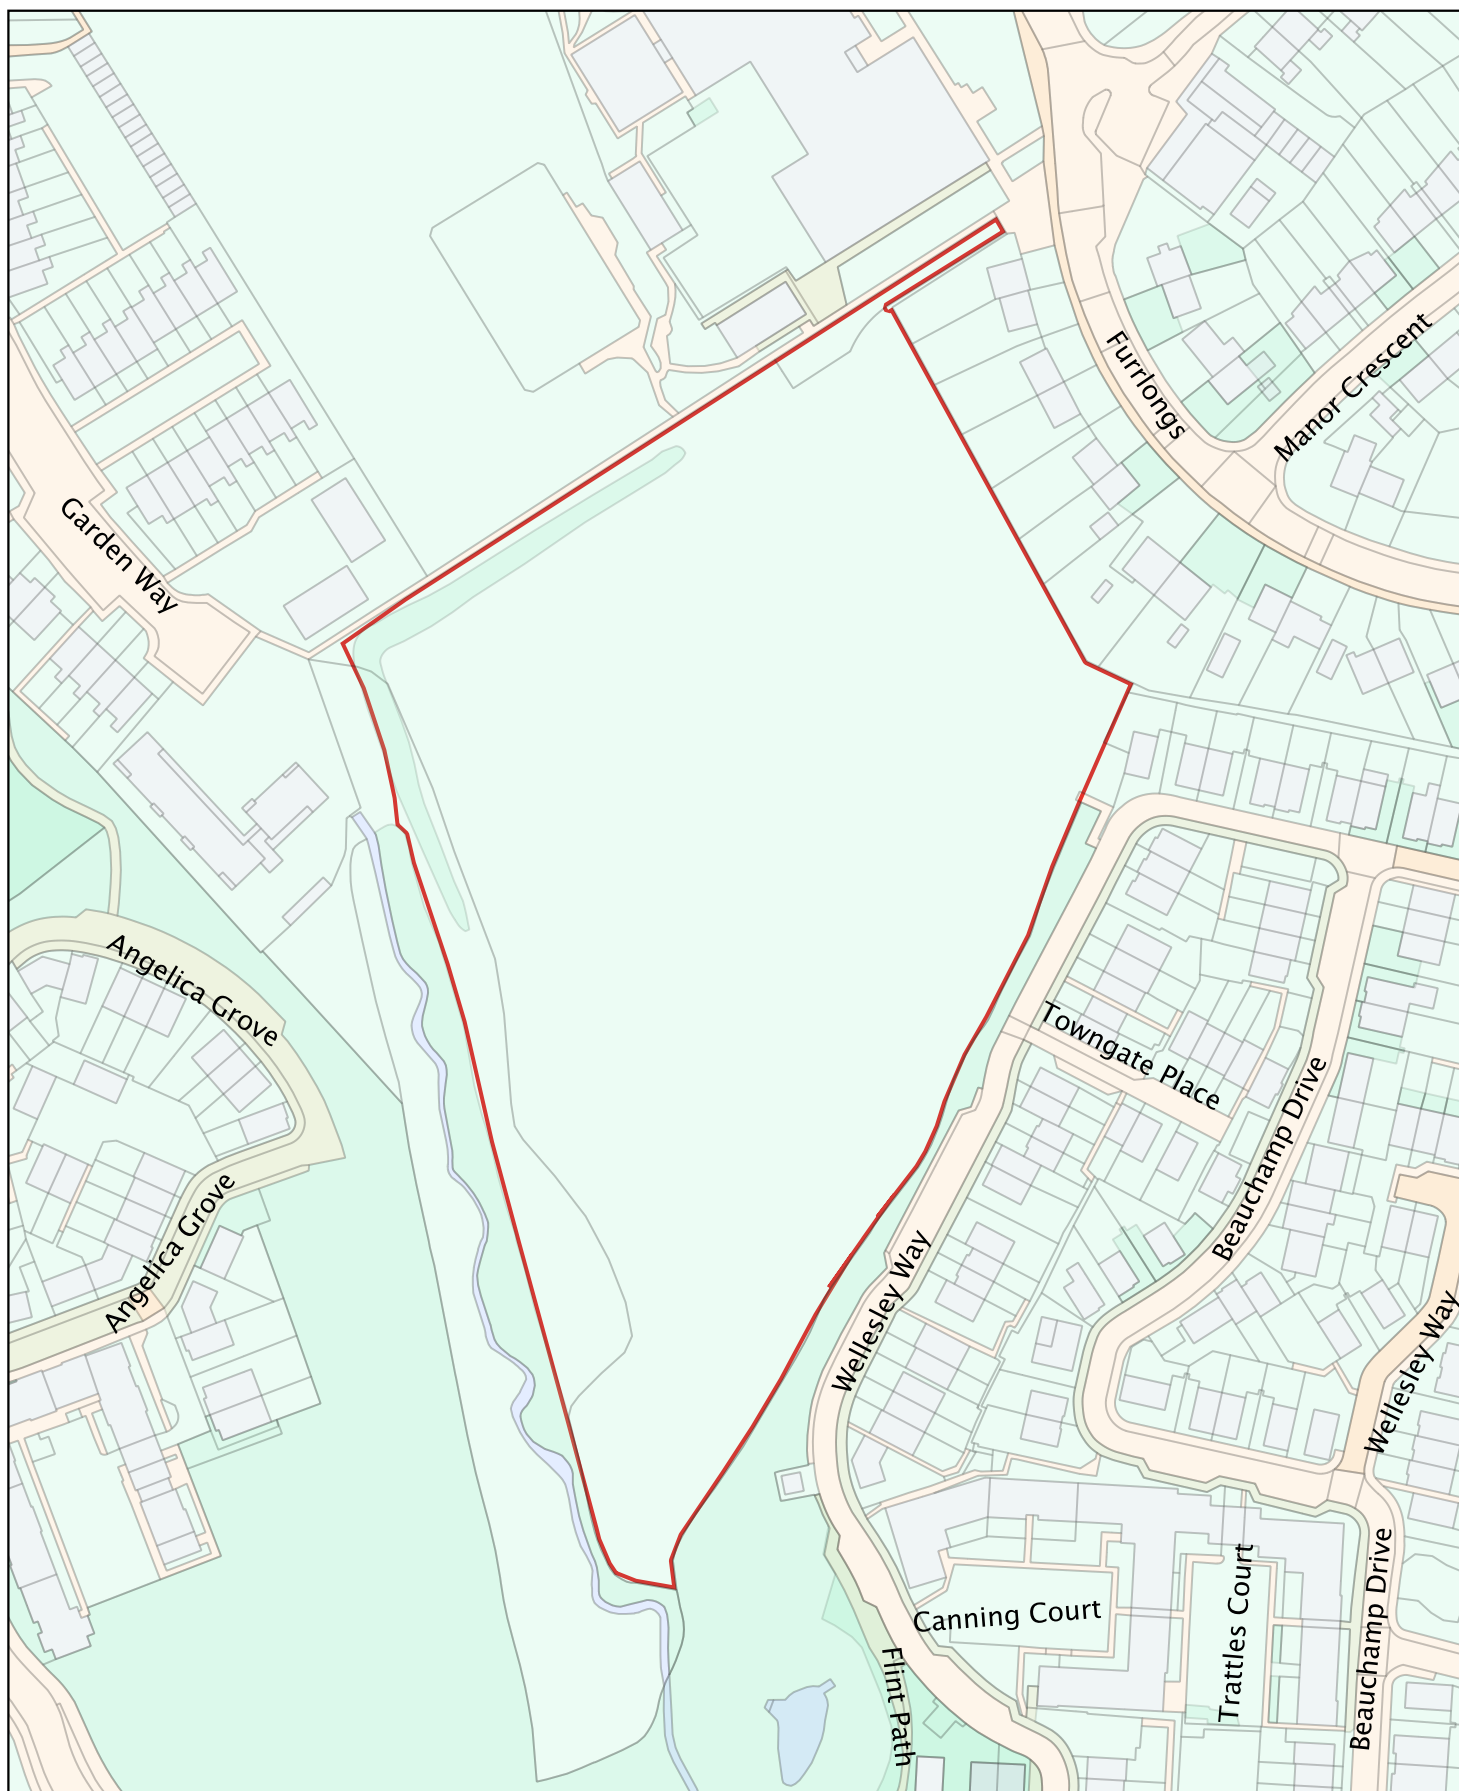 Furrlongs
Manor Crescent
Garden Way
Angelica Grove
Towngate Place
Beauchamp Drive
Angelica Grove
Wellesley Way
Wellesley Way
Canning Court
Trattles Court
Beauchamp Drive
Flint Path